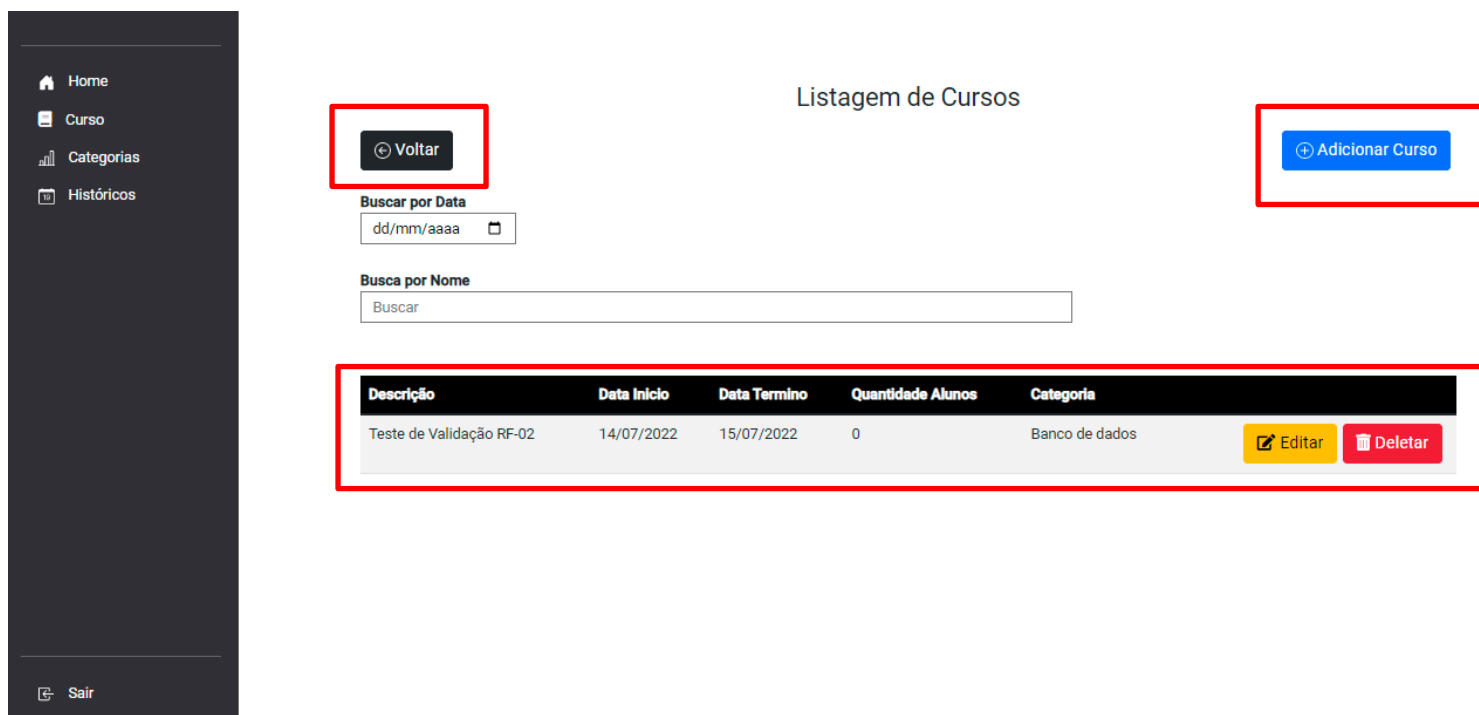 Home
Curso
Categorias
Históricos
Sair
Listagem de Cursos
Voltar
Adicionar Curso
Buscar por Data
dd/mm/aaaa
Busca por Nome
Buscar
Descrição Data Inicio Data Termino Quantidade Alunos Categoria
Teste de Validação RF-02 14/07/2022 15/07/2022 0 Banco de dados Editar Deletar